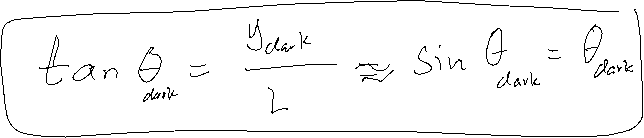 tan θ_dark = y_dark / L ≈ sin θ_dark = θ_dark